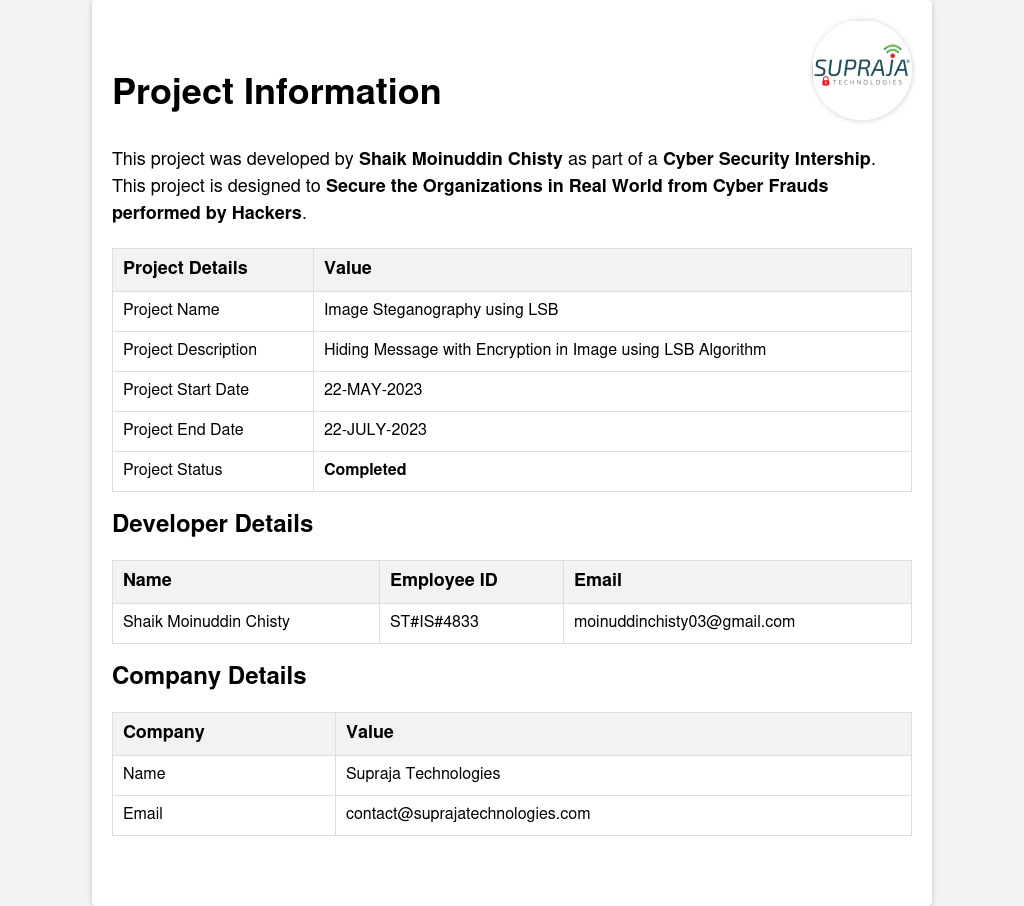 SUPRAJA
TECHNOLOGIES
Project Information
This project was developed by Shaik Moinuddin Chisty as part of a Cyber Security Intership.
This project is designed to Secure the Organizations in Real World from Cyber Frauds
performed by Hackers.
Project Details Value
Project Name Image Steganography using LSB
Project Description Hiding Message with Encryption in Image using LSB Algorithm
Project Start Date 22-MAY-2023
Project End Date 22-JULY-2023
Project Status Completed
Developer Details
Name Employee ID Email
Shaik Moinuddin Chisty ST#IS#4833 moinuddinchisty03@gmail.com
Company Details
Company Value
Name Supraja Technologies
Email contact@suprajatechnologies.com